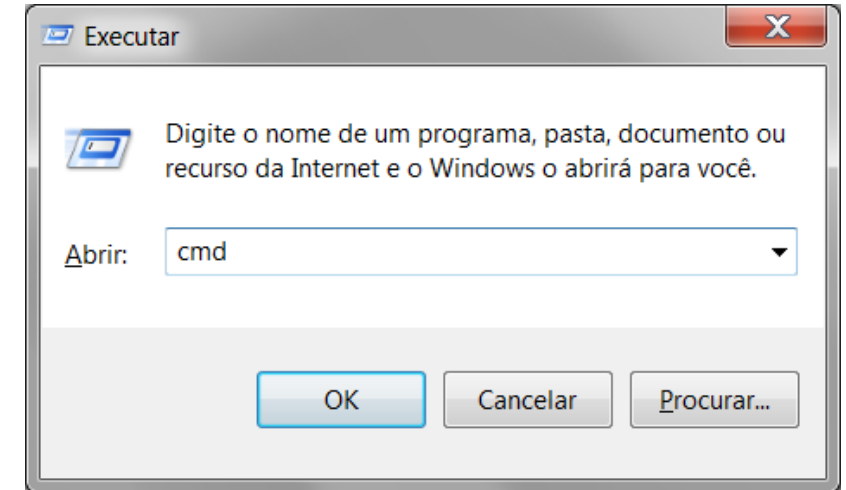 Executar
Digite o nome de um programa, pasta, documento ou
recurso da Internet e o Windows o abrirá para você.
Abrir: cmd
OK Cancelar Procurar...